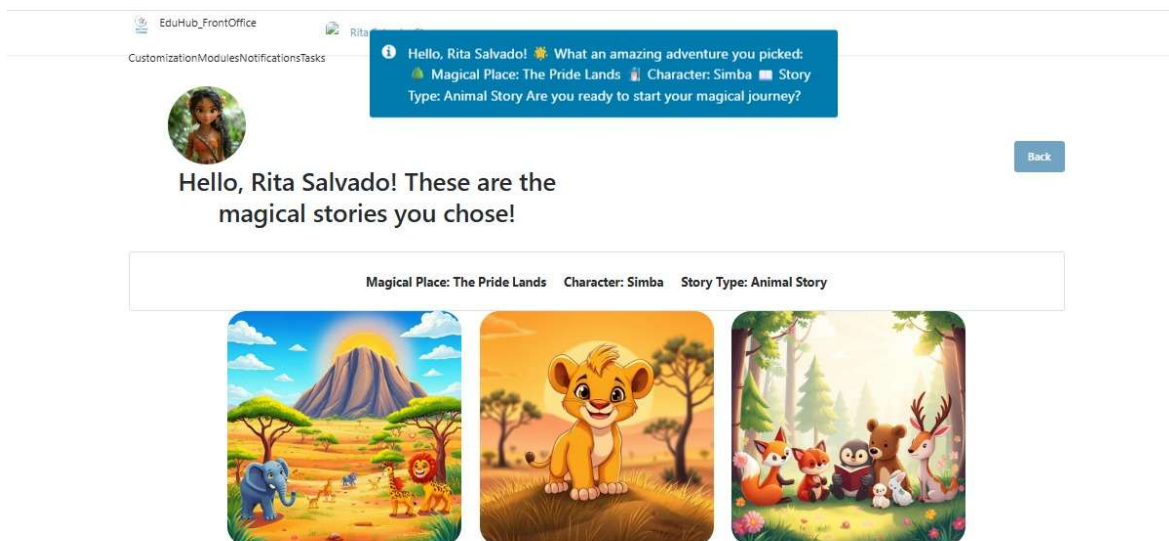 EduHub_FrontOffice
Rita
CustomizationModulesNotificationsTasks
Hello, Rita Salvado! 🌟 What an amazing adventure you picked:
Magical Place: The Pride Lands Character: Simba 📖 Story
Type: Animal Story Are you ready to start your magical journey?
Back
Hello, Rita Salvado! These are the
magical stories you chose!
Magical Place: The Pride Lands Character: Simba Story Type: Animal Story